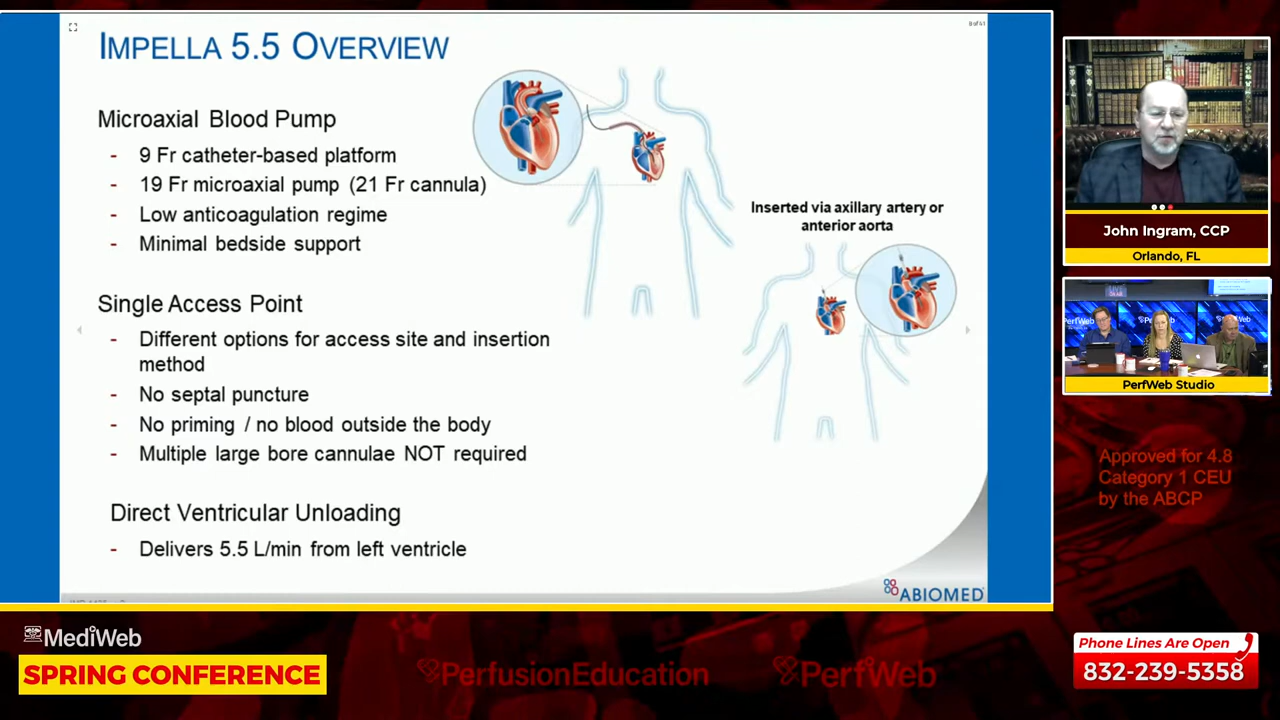 IMPELLA 5.5 OVERVIEW
Microaxial Blood Pump
- 9 Fr catheter-based platform
- 19 Fr microaxial pump (21 Fr cannula)
- Low anticoagulation regime
- Minimal bedside support
Inserted via axillary artery or
anterior aorta
Single Access Point
- Different options for access site and insertion
method
- No septal puncture
- No priming / no blood outside the body
- Multiple large bore cannulae NOT required
Direct Ventricular Unloading
- Delivers 5.5 L/min from left ventricle
ABIOMED
John Ingram, CCP
Orlando, FL
PerfWeb
PerfWeb Studio
Approved for 4.8
Category 1 CEU
by the ABCP
MediWeb
SPRING CONFERENCE
PerfusionEducation
PerfWeb
Phone Lines Are Open
832-239-5358